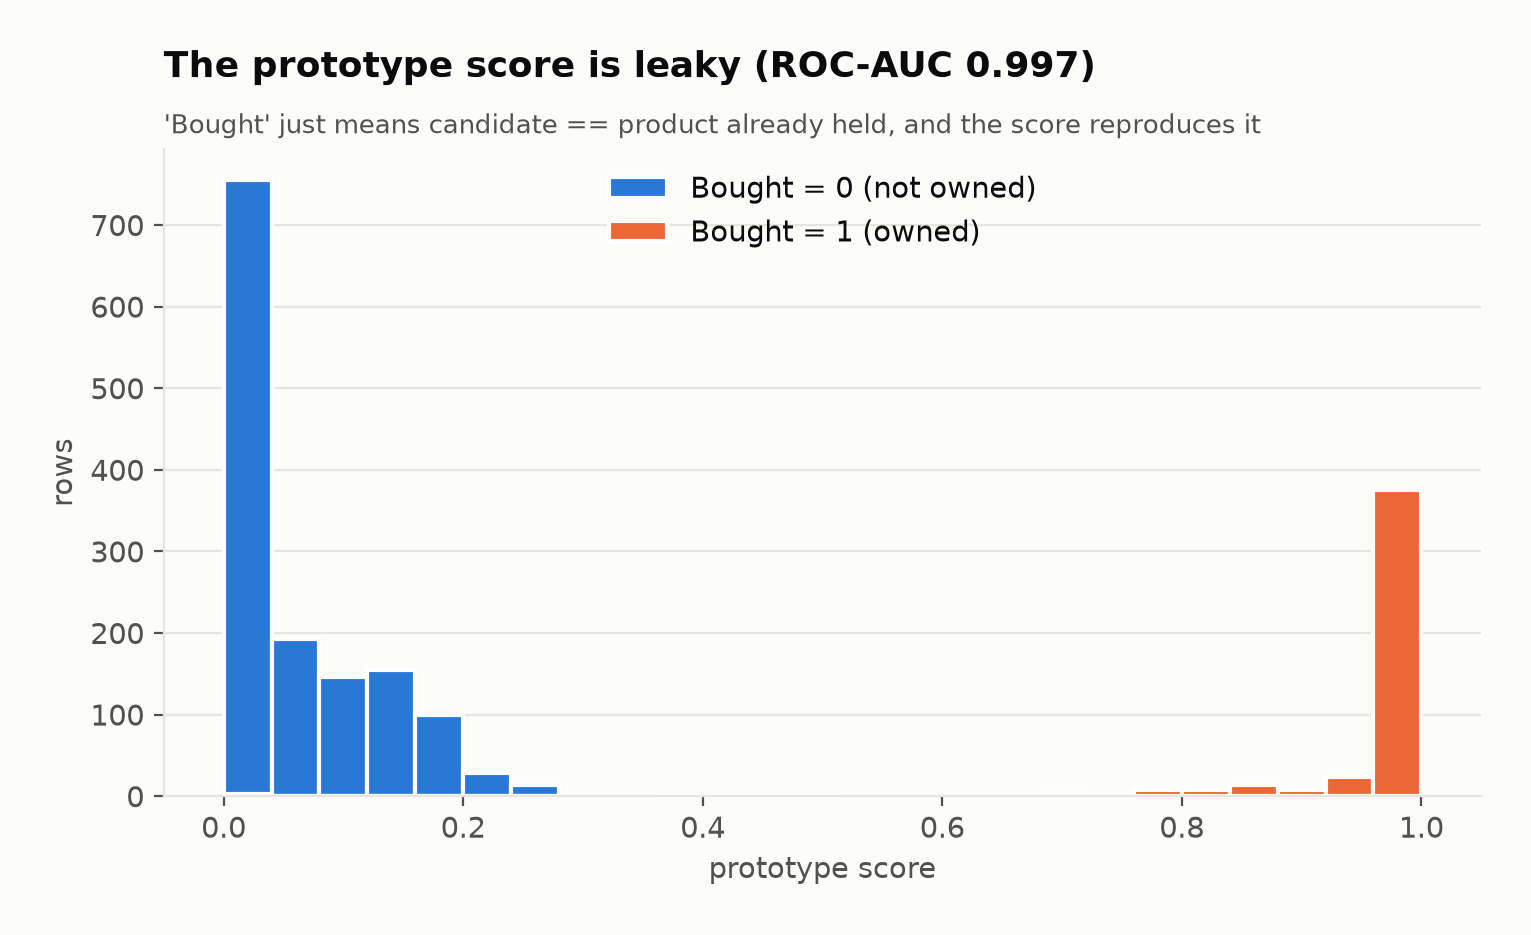 The prototype score is leaky (ROC-AUC 0.997)
'Bought' just means candidate == product already held, and the score reproduces it
Bought = 0 (not owned)
Bought = 1 (owned)
700
600
500
400
300
200
100
0
rows
0.0
0.2
0.4
0.6
0.8
1.0
prototype score